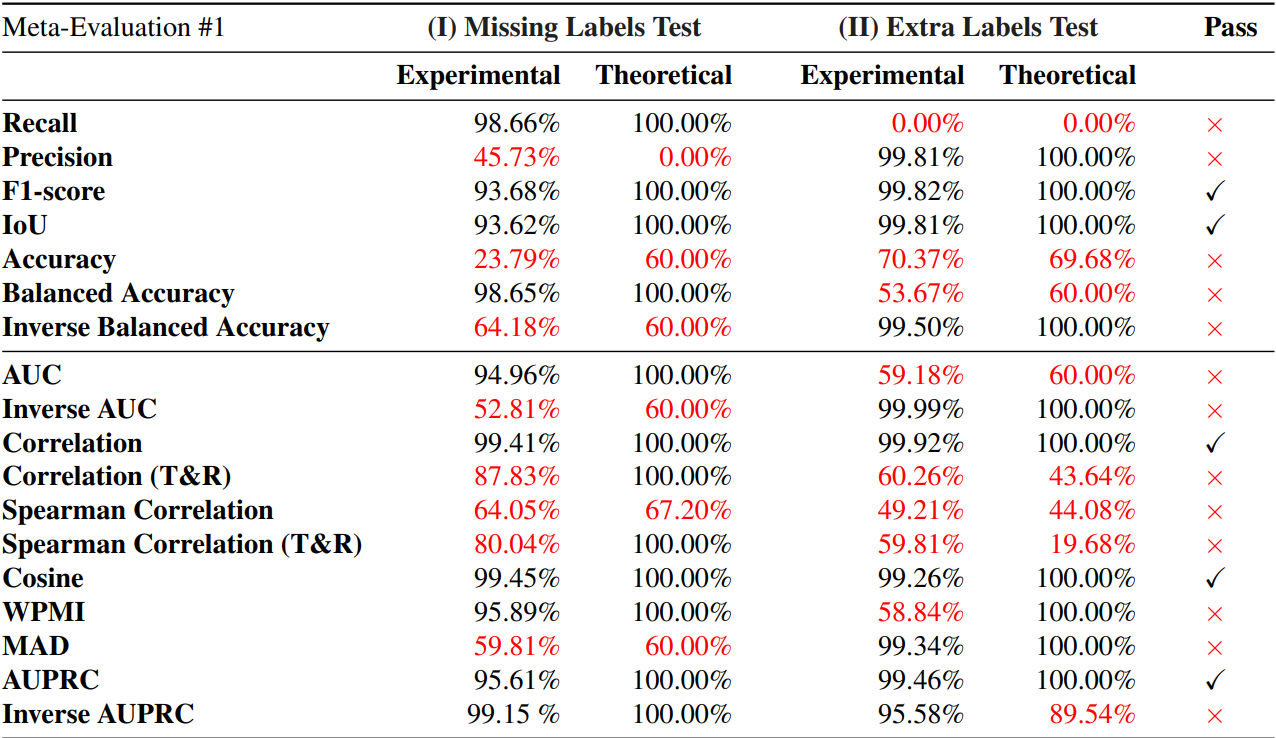 Meta-Evaluation #1 (I) Missing Labels Test (II) Extra Labels Test Pass
Experimental Theoretical Experimental Theoretical
Recall 98.66% 100.00% 0.00% 0.00% ×
Precision 45.73% 0.00% 99.81% 100.00% ×
F1-score 93.68% 100.00% 99.82% 100.00% ✓
IoU 93.62% 100.00% 99.81% 100.00% ✓
Accuracy 23.79% 60.00% 70.37% 69.68% ×
Balanced Accuracy 98.65% 100.00% 53.67% 60.00% ×
Inverse Balanced Accuracy 64.18% 60.00% 99.50% 100.00% ×
AUC 94.96% 100.00% 59.18% 60.00% ×
Inverse AUC 52.81% 60.00% 99.99% 100.00% ×
Correlation 99.41% 100.00% 99.92% 100.00% ✓
Correlation (T&R) 87.83% 100.00% 60.26% 43.64% ×
Spearman Correlation 64.05% 67.20% 49.21% 44.08% ×
Spearman Correlation (T&R) 80.04% 100.00% 59.81% 19.68% ×
Cosine 99.45% 100.00% 99.26% 100.00% ✓
WPMI 95.89% 100.00% 58.84% 100.00% ×
MAD 59.81% 60.00% 99.34% 100.00% ×
AUPRC 95.61% 100.00% 99.46% 100.00% ✓
Inverse AUPRC 99.15 % 100.00% 95.58% 89.54% ×